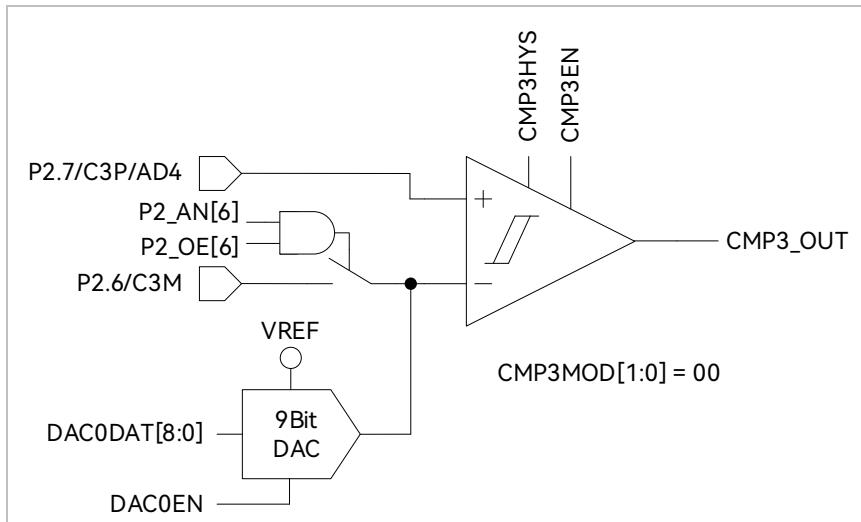 CMP3HYS
CMP3EN
P2.7/C3P/AD4
P2_AN[6]
P2_OE[6]
P2.6/C3M
CMP3_OUT
VREF
CMP3MOD[1:0] = 00
DAC0DAT[8:0]
9Bit
DAC
DAC0EN